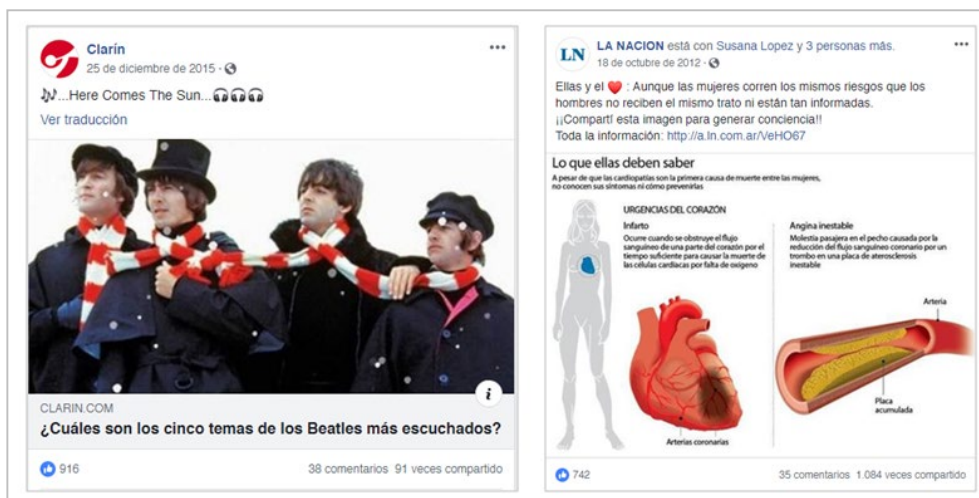 Clarín
25 de diciembre de 2015 ·
...Here Comes The Sun...
Ver traducción
CLARIN.COM
¿Cuáles son los cinco temas de los Beatles más escuchados?
916
38 comentarios 91 veces compartido
LN
LA NACION está con Susana Lopez y 3 personas más.
18 de octubre de 2012 ·
Ellas y el ❤ : Aunque las mujeres corren los mismos riesgos que los
hombres no reciben el mismo trato ni están tan informadas.
¡¡Compartí esta imagen para generar conciencia!!
Toda la información: http://a.ln.com.ar/VeHO67
Lo que ellas deben saber
A pesar de que las cardiopatías son la primera causa de muerte entre las mujeres,
no conocen sus síntomas ni cómo prevenirlas
URGENCIAS DEL CORAZÓN
Infarto
Ocurre cuando se obstruye el flujo
sanguíneo de una parte del corazón por el
tiempo suficiente para causar la muerte de
las células cardíacas por falta de oxígeno
Angina inestable
Molestia pasajera en el pecho causada por la
reducción del flujo sanguíneo coronario por un
trombo en una placa de aterosclerosis
inestable
Arteria
Placa
acumulada
Arterias coronarias
742
35 comentarios 1.084 veces compartido